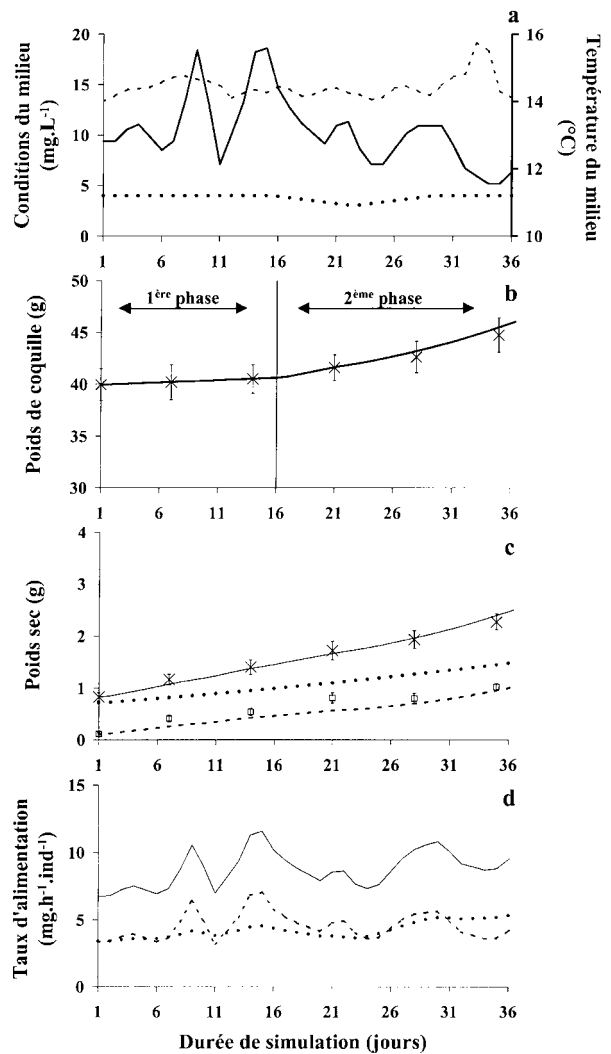 a
20
15
10
5
0
16
14
12
10
1 6 11 16 21 26 31 36
Conditions du milieu
(mg.L⁻¹)
Température du milieu
(°C)
b
1ère phase
2ème phase
50
45
40
35
30
1 6 11 16 21 26 31 36
Poids de coquille (g)
c
4
3
2
1
0
1 6 11 16 21 26 31 36
Poids sec (g)
d
15
10
5
0
1 6 11 16 21 26 31 36
Taux d'alimentation
(mg.h⁻¹.ind⁻¹)
Durée de simulation (jours)